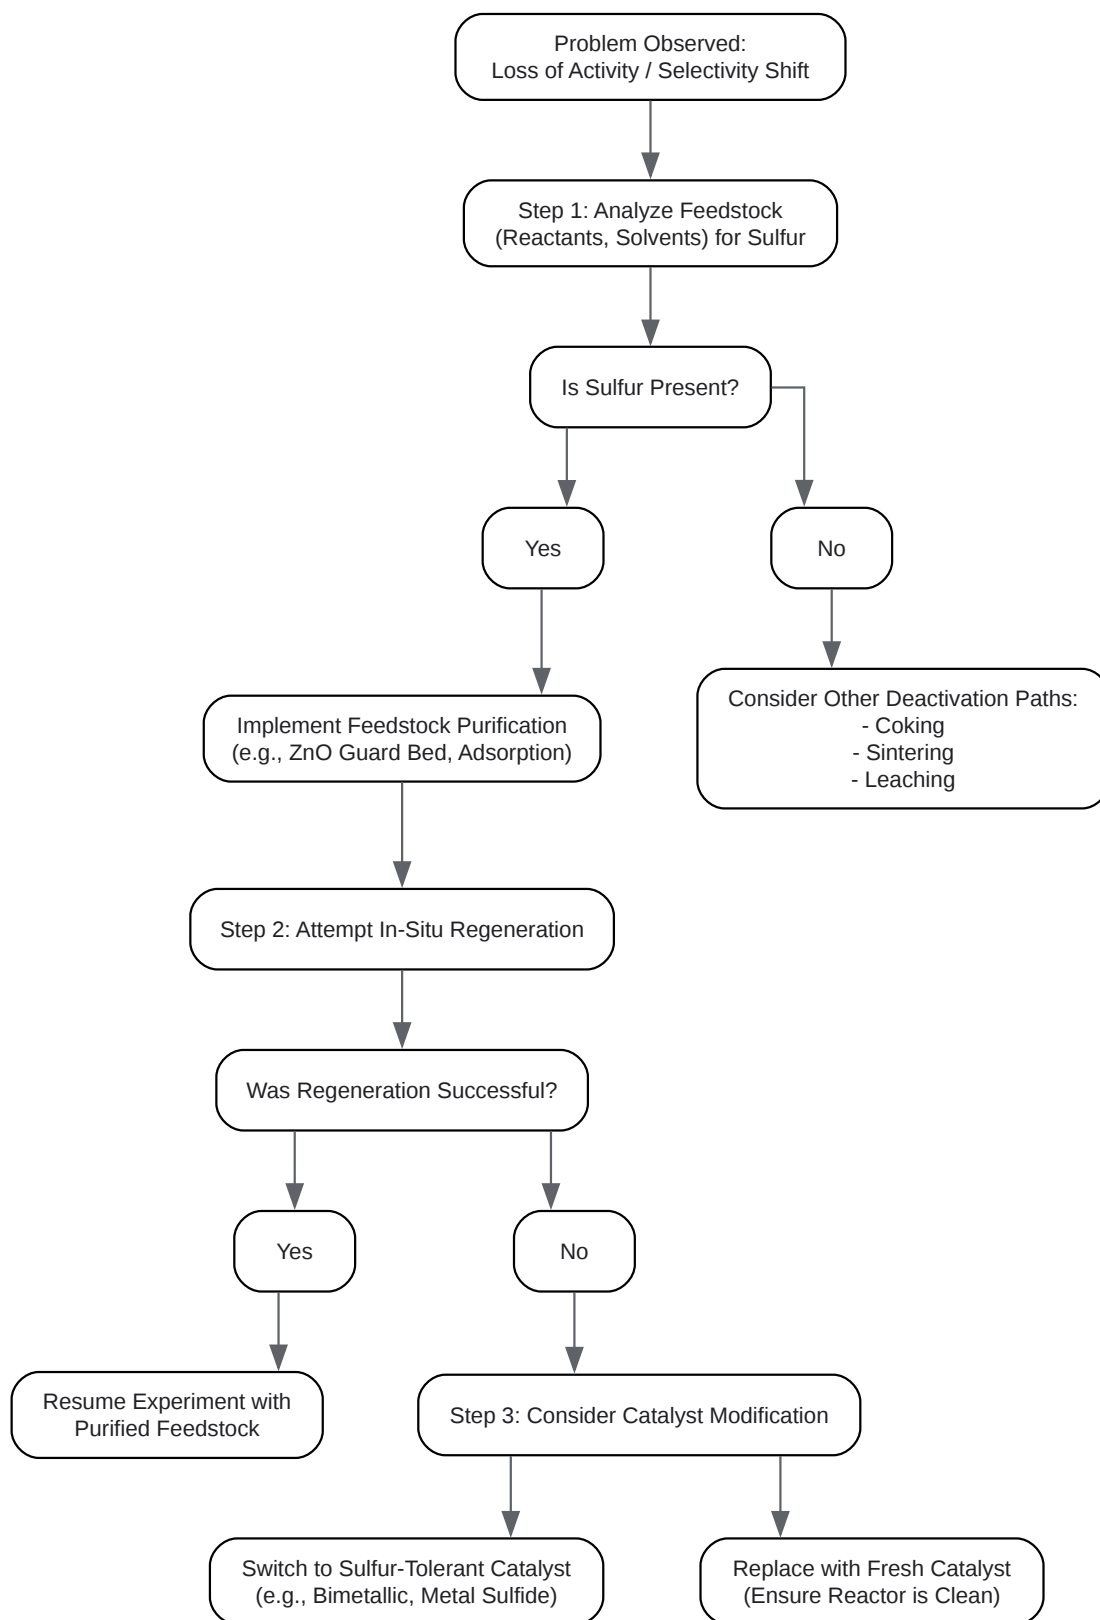 Problem Observed:
Loss of Activity / Selectivity Shift
Step 1: Analyze Feedstock
(Reactants, Solvents) for Sulfur
Is Sulfur Present?
Yes
No
Implement Feedstock Purification
(e.g., ZnO Guard Bed, Adsorption)
Consider Other Deactivation Paths:
- Coking
- Sintering
- Leaching
Step 2: Attempt In-Situ Regeneration
Was Regeneration Successful?
Yes
No
Resume Experiment with
Purified Feedstock
Step 3: Consider Catalyst Modification
Switch to Sulfur-Tolerant Catalyst
(e.g., Bimetallic, Metal Sulfide)
Replace with Fresh Catalyst
(Ensure Reactor is Clean)